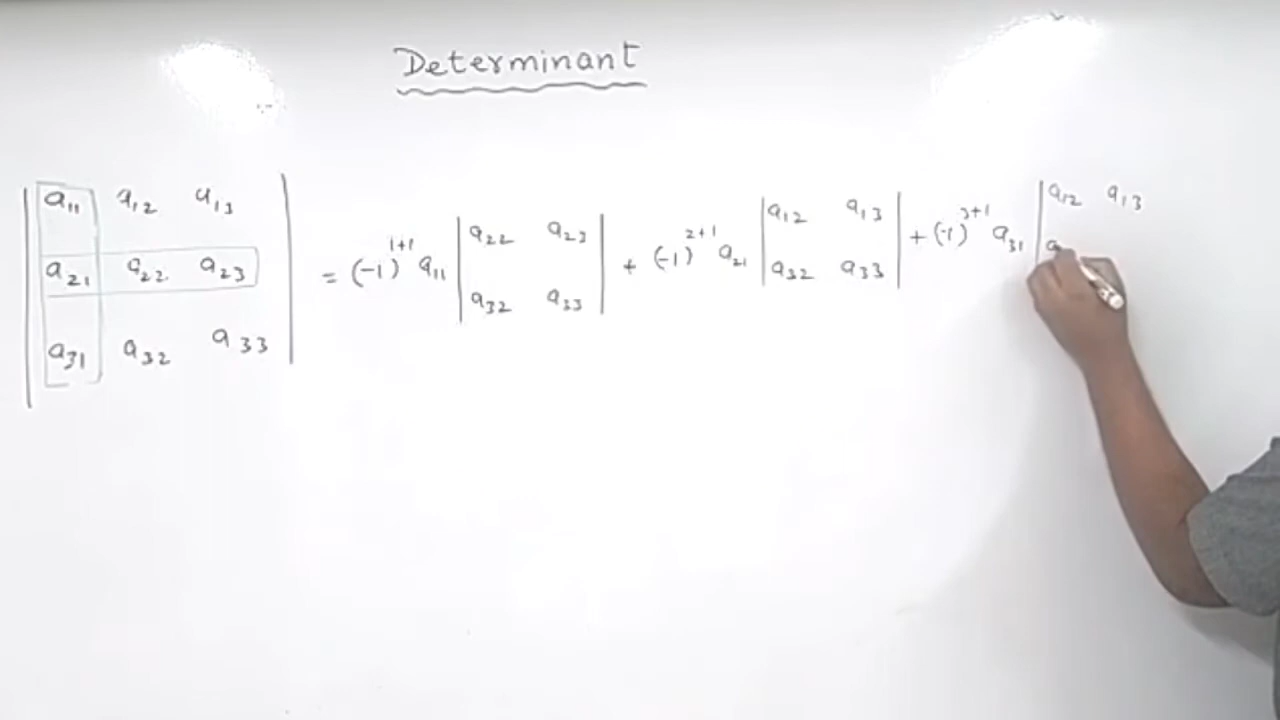 Determinant
| a₁₁ a₁₂ a₁₃ |
| a₂₁ a₂₂ a₂₃ | = (-1)¹⁺¹ a₁₁ | a₂₂ a₂₃ | + (-1)²⁺¹ a₂₁ | a₁₂ a₁₃ | + (-1)³⁺¹ a₃₁ | a₁₂ a₁₃
| a₃₁ a₃₂ a₃₃ | | a₃₂ a₃₃ | | a₃₂ a₃₃ | | a